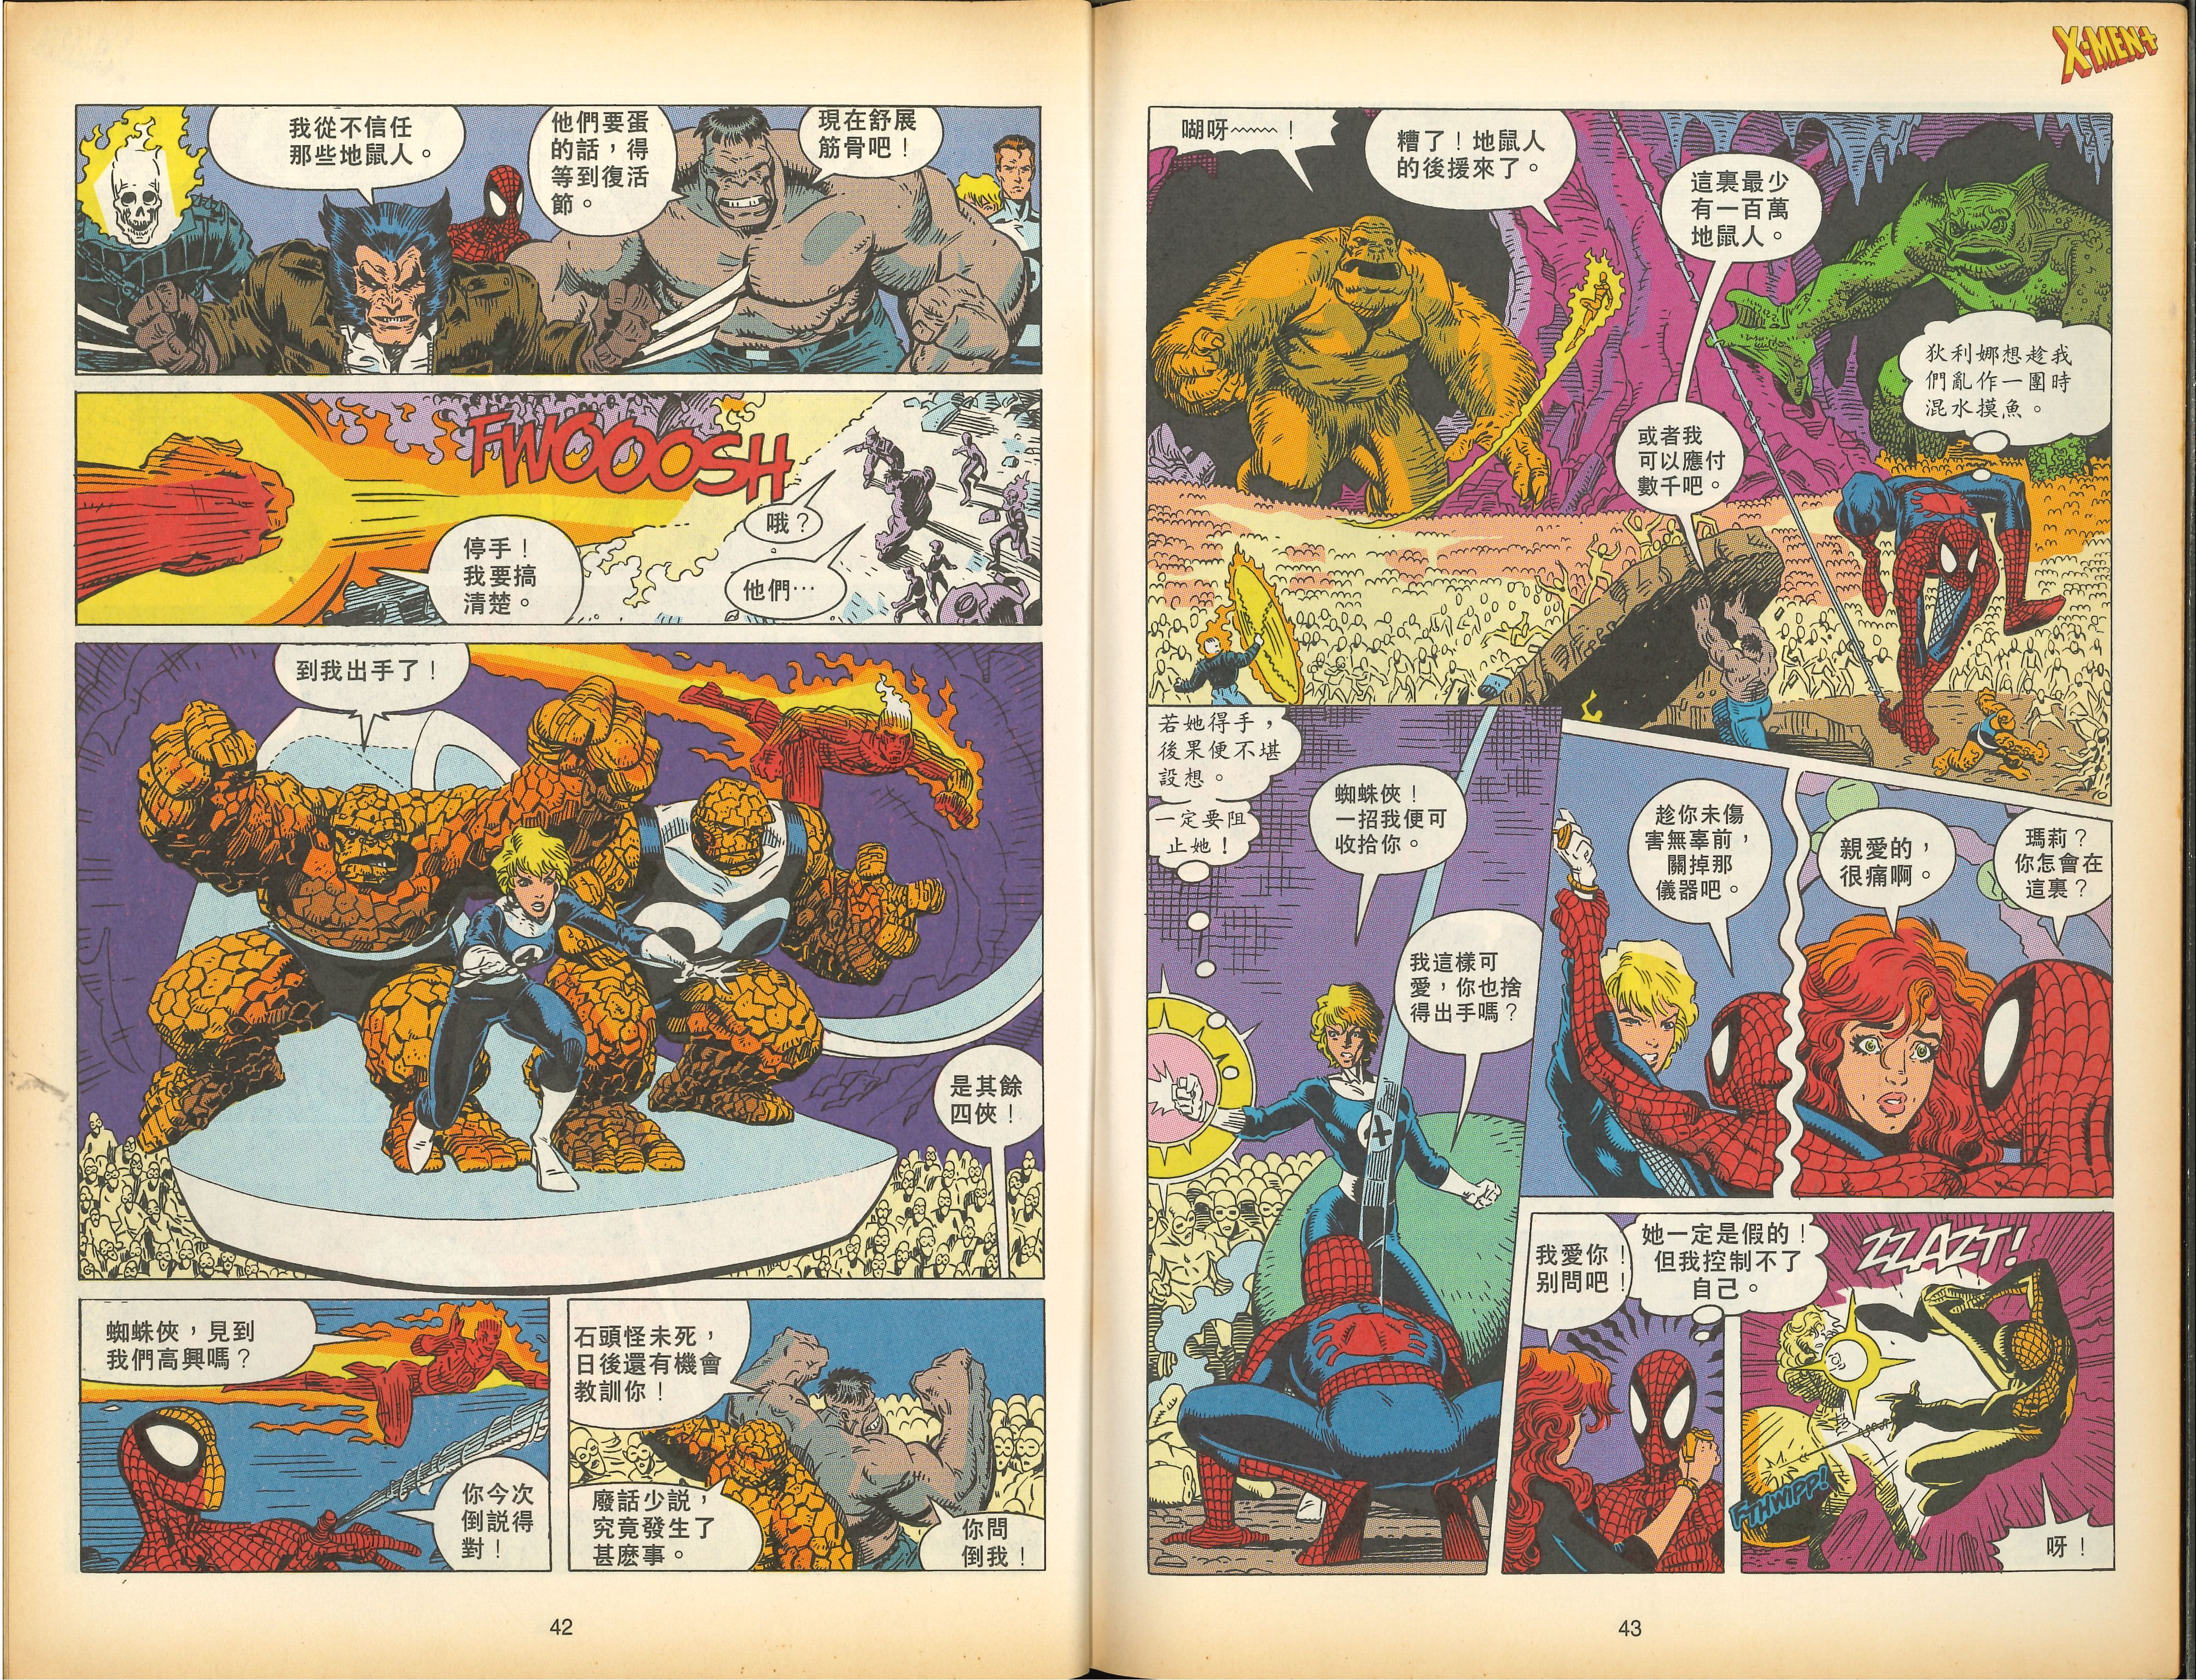 X-MEN+
我從不信任
那些地鼠人。
他們要蛋
的話，得
等到復活
節。
現在舒展
筋骨吧！
FWOOOSH
哦？
停手！
我要搞
清楚。
他們…
到我出手了！
是其餘
四俠！
蜘蛛俠，見到
我們高興嗎？
你今次
倒説得
對！
石頭怪未死，
日後還有機會
教訓你！
廢話少説，
究竟發生了
甚麽事。
你問
倒我！
42
啹呀~~~~！
糟了！地鼠人
的後援來了。
這裏最少
有一百萬
地鼠人。
或者我
可以應付
數千吧。
狄利娜想趁我
們亂作一團時
混水摸魚。
若她得手，
後果便不堪
設想。
一定要阻
止她！
蜘蛛俠！
一招我便可
收拾你。
我這樣可
愛，你也捨
得出手嗎？
4
趁你未傷
害無辜前，
關掉那
儀器吧。
親愛的，
很痛啊。
瑪莉？
你怎會在
這裏？
我愛你！
别問吧！
她一定是假的！
但我控制不了
自己。
ZZAZT!
FTHWIPP!
呀！
43